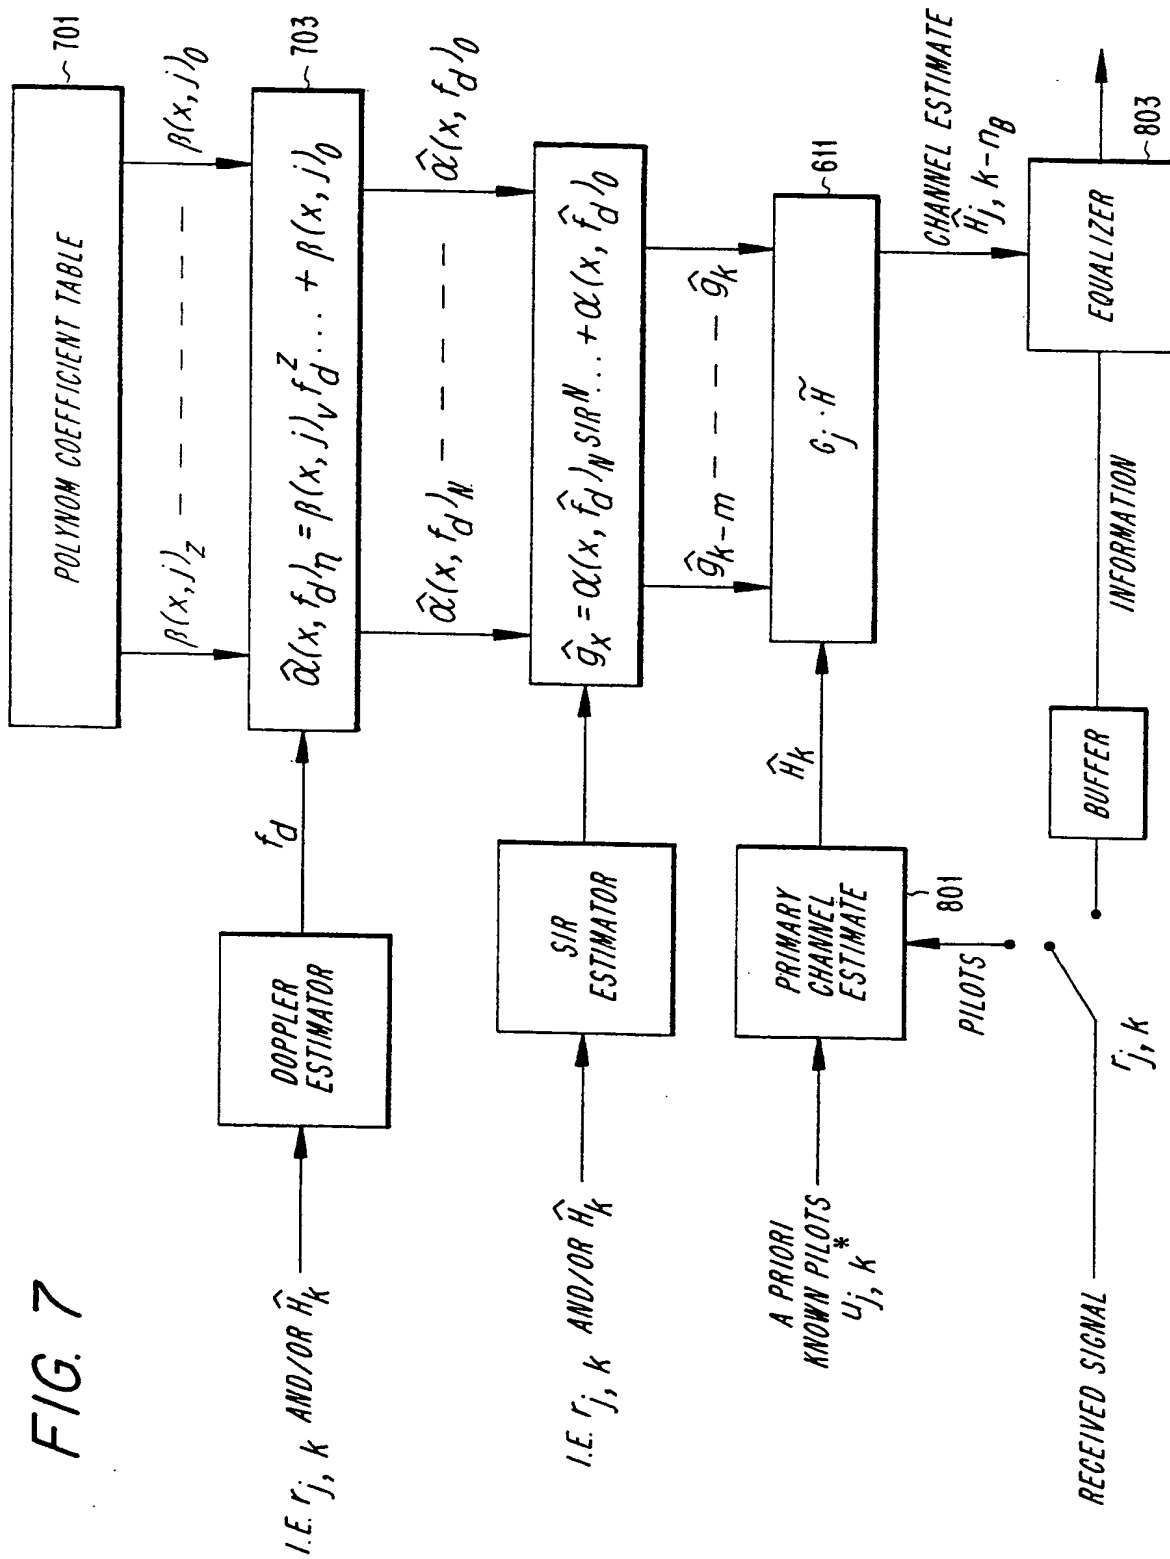 FIG. 7
POLYNOM COEFFICIENT TABLE
701
β(x, j)_z
β(x, j)_0
703
α̂(x, f_d)_η = β(x, j)_v f_d^z ... + β(x, j)_0
f_d
DOPPLER
ESTIMATOR
I.E. r_j, k AND/OR Ĥ_k
α̂(x, f_d)_N
α̂(x, f_d)_0
ĝ_x = α(x, f̂_d)_N SIR^N ... + α(x, f̂_d)_0
SIR
ESTIMATOR
I.E. r_j, k AND/OR Ĥ_k
ĝ_k-m
ĝ_k
611
G_j · H̃
Ĥ_k
PRIMARY
CHANNEL
ESTIMATE
801
A PRIORI
KNOWN PILOTS
u_j, k*
PILOTS
CHANNEL ESTIMATE
Ĥ_j, k-n_B
EQUALIZER
803
INFORMATION
BUFFER
r_j, k
RECEIVED SIGNAL